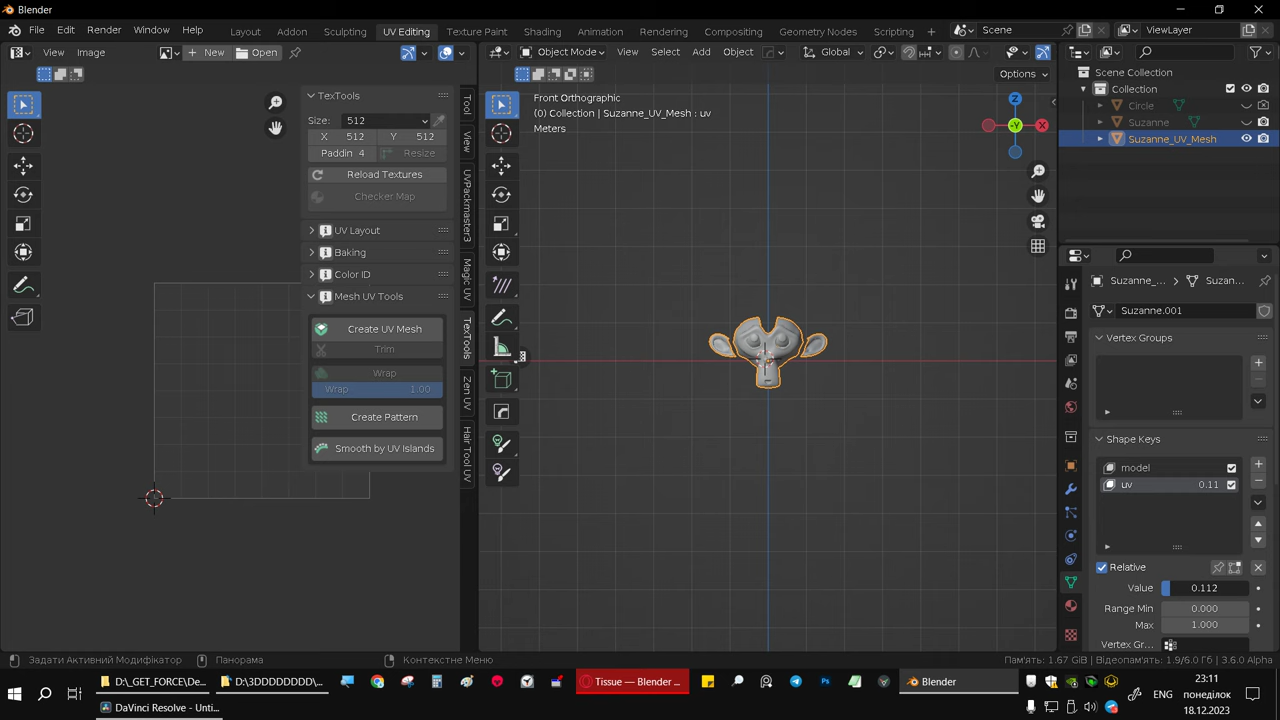 Blender
File Edit Render Window Help Layout Adding Sculpting UV Editing Texture Paint Shading Animation Rendering Compositing Geometry Nodes Scripting Scene ViewLayer
View Image New Open Object Mode View Select Add Object Global
Options
Scene Collection
Collection
Circle
Suzanne
Suzanne_UV_Mesh
Front Orthographic
(0) Collection | Suzanne_UV_Mesh : uv
Meters
Tool
View
UVPackmaster3
Magic UV
TexTools
Zen UV
Hair Tool UV
TexTools
Size: 512
X 512 Y 512
Paddin 4 Resize
Reload Textures
Checker Map
UV Layout
Baking
Color ID
Mesh UV Tools
Create UV Mesh
Trim
Wrap
Wrap 1.00
Create Pattern
Smooth by UV Islands
Z
X
-Y
Suzanne_... Suzan...
Suzanne.001
Vertex Groups
Shape Keys
model
uv 0.11
Relative
Value 0.112
Range Min 0.000
Max 1.000
Vertex Gr...
Задати Активний Модифікатор Панорама Контекстне Меню Пам'ять: 1.67 GiB | Відеопам'ять: 1.9/6.0 Гі | 3.6.0 Alpha
D:\_GET_FORCE\De... D:\3DDDDDDDD\... Tissue — Blender ... Blender
DaVinci Resolve - Unti...
ENG
23:11
понеділок
18.12.2023